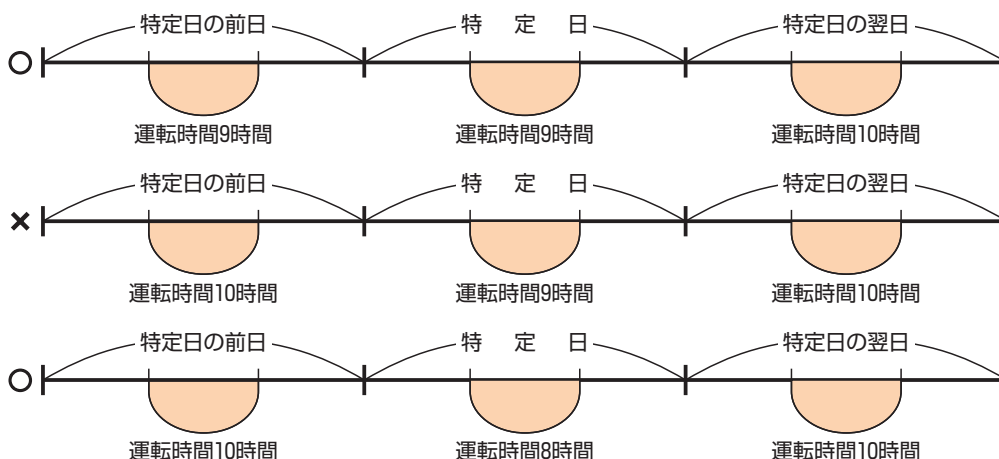 特定日の前日 特定日 特定日の翌日
○
運転時間9時間 運転時間9時間 運転時間10時間
特定日の前日 特定日 特定日の翌日
×
運転時間10時間 運転時間9時間 運転時間10時間
特定日の前日 特定日 特定日の翌日
○
運転時間10時間 運転時間8時間 運転時間10時間